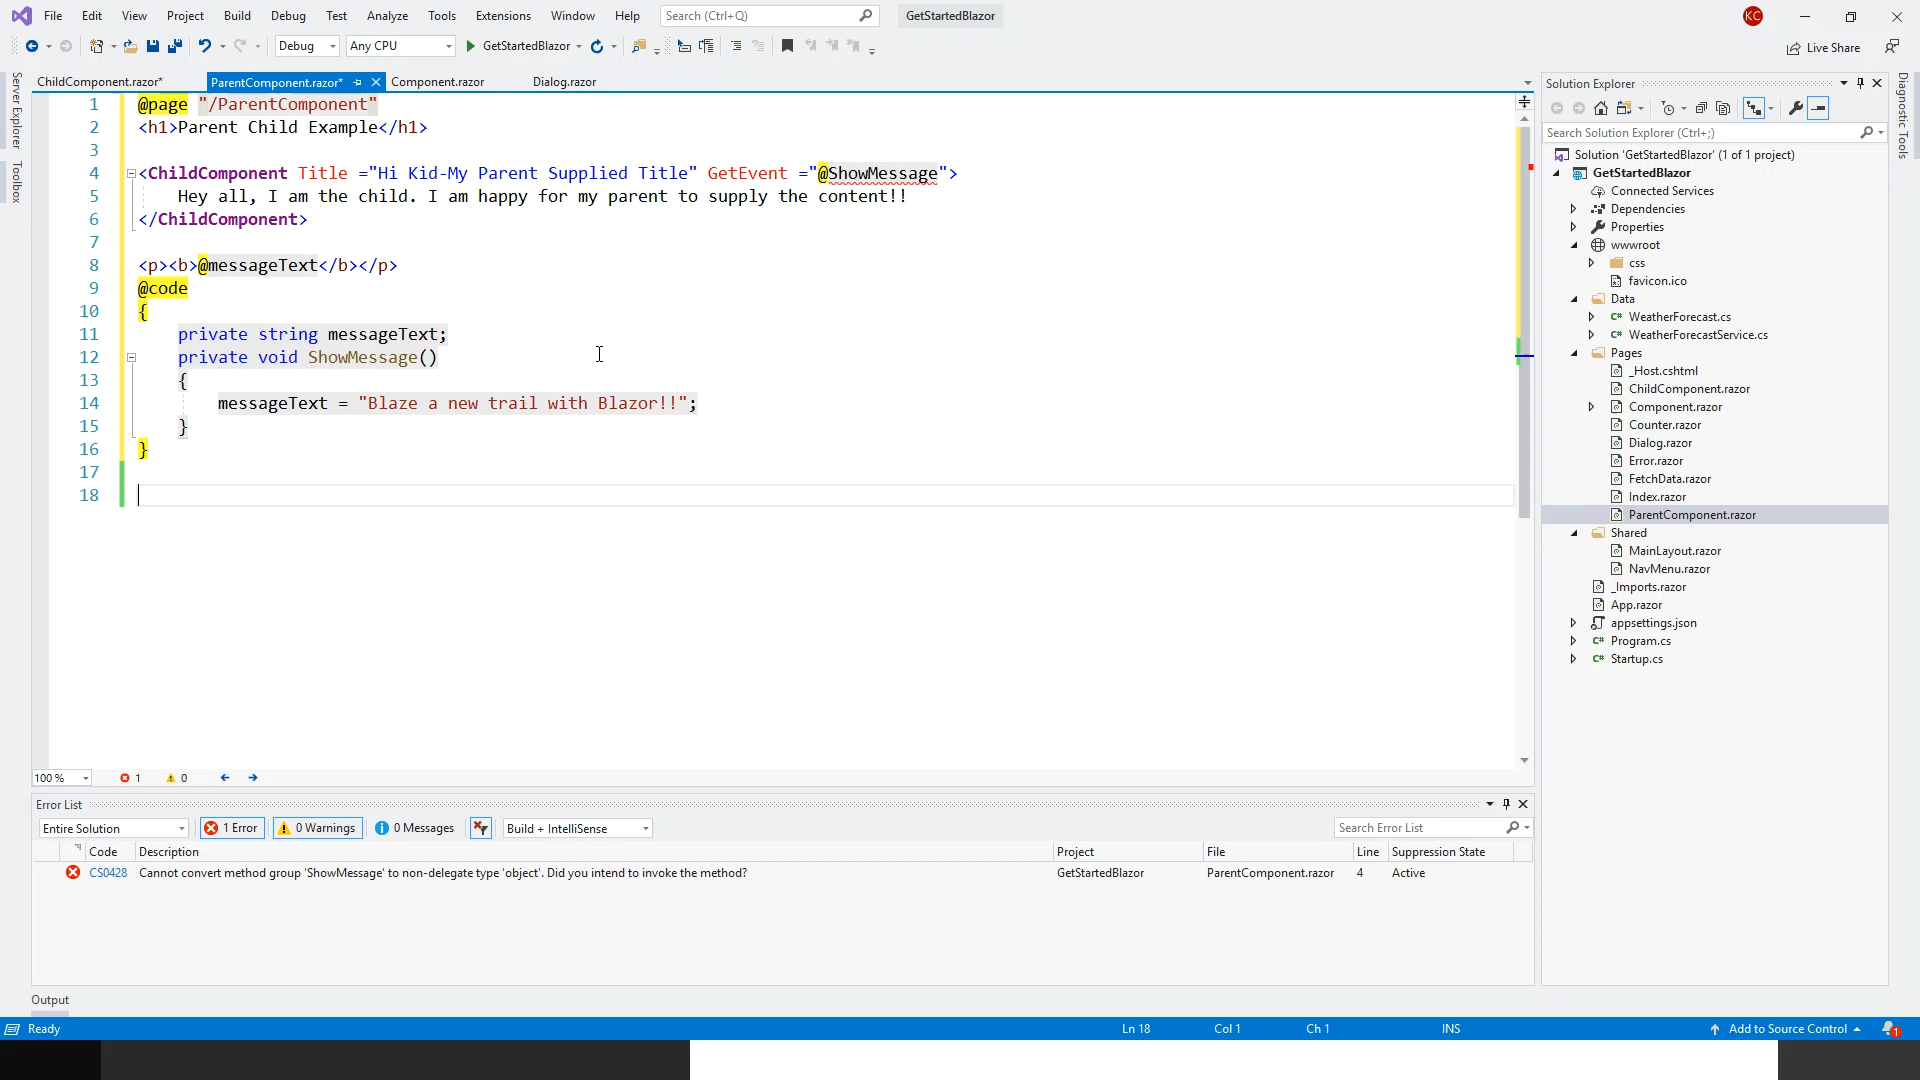 File Edit View Project Build Debug Test Analyze Tools Extensions Window Help Search (Ctrl+Q) GetStartedBlazor KC
Debug Any CPU GetStartedBlazor Live Share
ChildComponent.razor* ParentComponent.razor* Component.razor Dialog.razor
1 @page "/ParentComponent"
2 <h1>Parent Child Example</h1>
3
4 <ChildComponent Title ="Hi Kid-My Parent Supplied Title" GetEvent ="@ShowMessage">
5 Hey all, I am the child. I am happy for my parent to supply the content!!
6 </ChildComponent>
7
8 <p><b>@messageText</b></p>
9 @code
10 {
11 private string messageText;
12 private void ShowMessage()
13 {
14 messageText = "Blaze a new trail with Blazor!!";
15 }
16 }
17
18
100 % 1 0
Error List
Entire Solution 1 Error 0 Warnings 0 Messages Build + IntelliSense Search Error List
Code Description Project File Line Suppression State
CS0428 Cannot convert method group 'ShowMessage' to non-delegate type 'object'. Did you intend to invoke the method? GetStartedBlazor ParentComponent.razor 4 Active
Output
Ready Ln 18 Col 1 Ch 1 INS Add to Source Control 1
Server Explorer
Toolbox
Solution Explorer
Search Solution Explorer (Ctrl+;)
Solution 'GetStartedBlazor' (1 of 1 project)
GetStartedBlazor
Connected Services
Dependencies
Properties
wwwroot
css
favicon.ico
Data
C# WeatherForecast.cs
C# WeatherForecastService.cs
Pages
_Host.cshtml
ChildComponent.razor
Component.razor
Counter.razor
Dialog.razor
Error.razor
FetchData.razor
Index.razor
ParentComponent.razor
Shared
MainLayout.razor
NavMenu.razor
_Imports.razor
App.razor
appsettings.json
C# Program.cs
C# Startup.cs
Diagnostic Tools